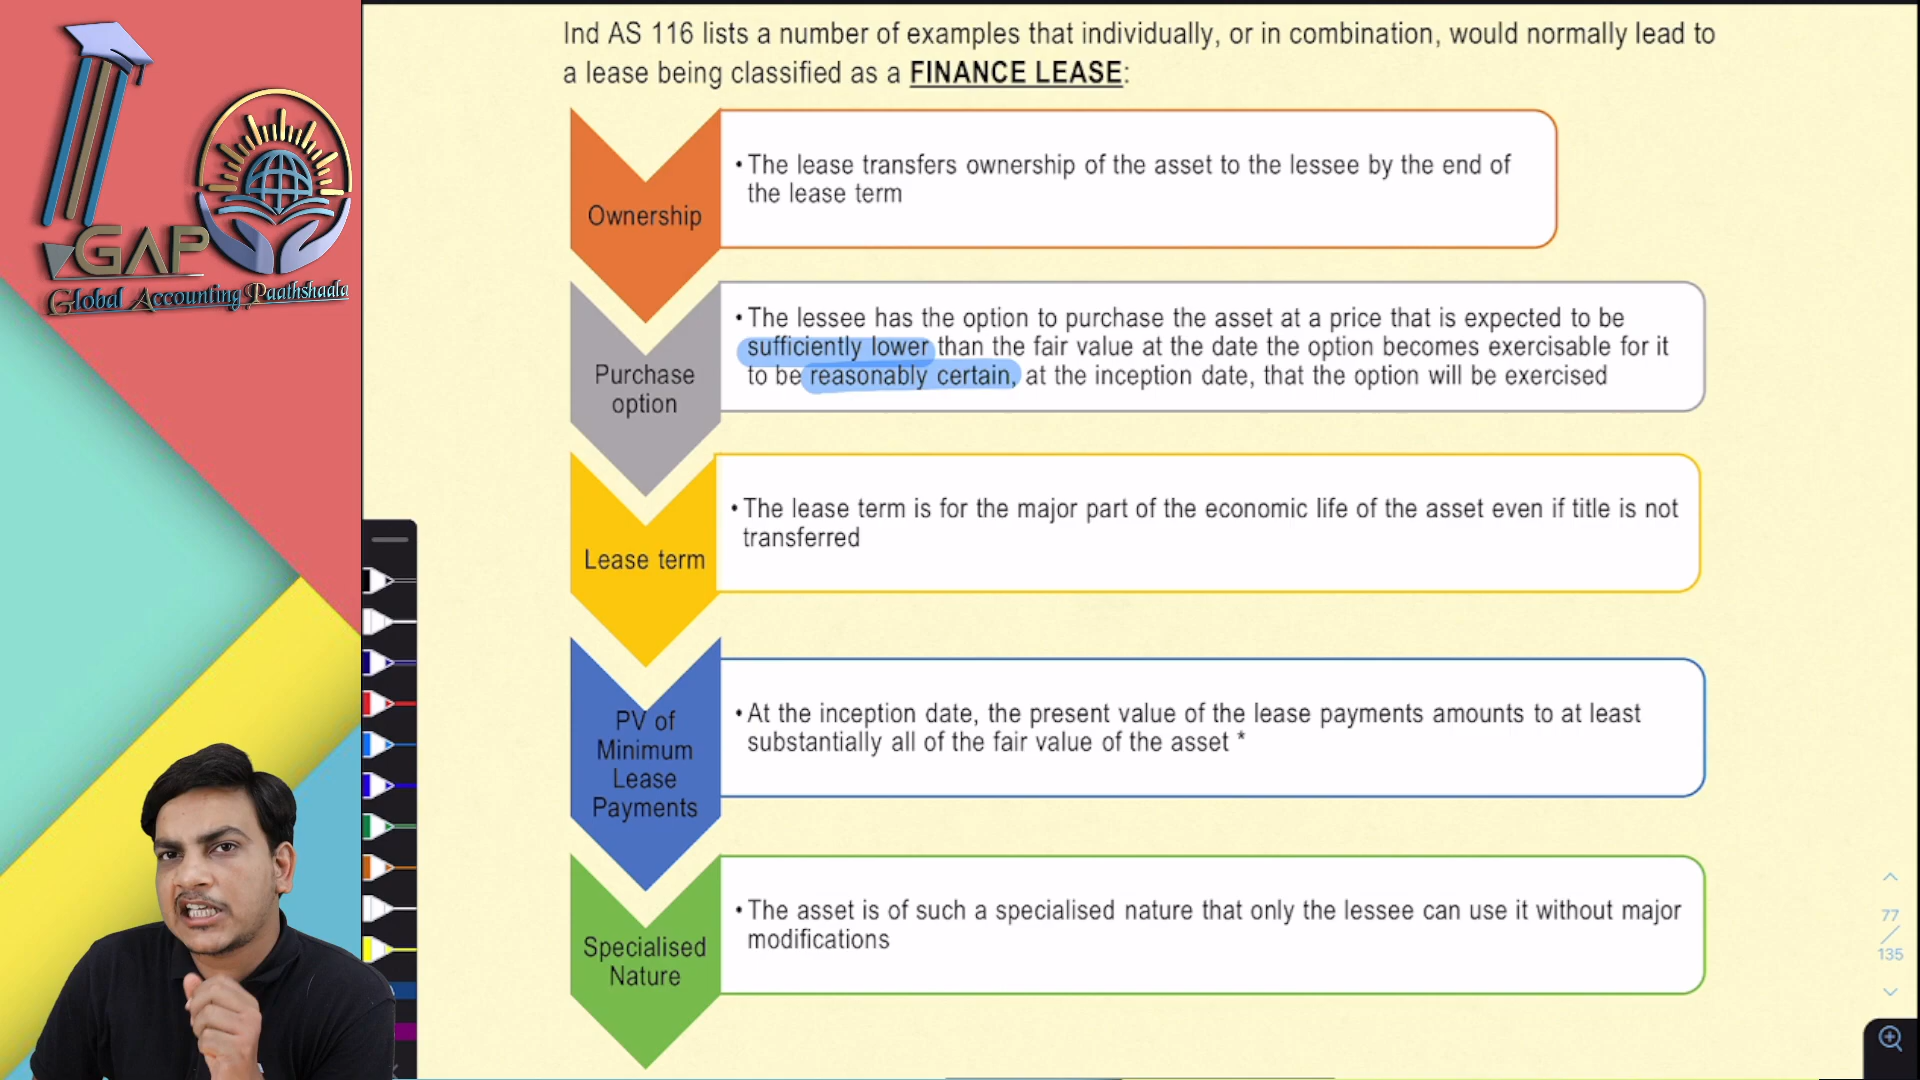 Ind AS 116 lists a number of examples that individually, or in combination, would normally lead to
a lease being classified as a FINANCE LEASE:
GAP
Global Accounting Paathshaala
Ownership
• The lease transfers ownership of the asset to the lessee by the end of
the lease term
Purchase
option
• The lessee has the option to purchase the asset at a price that is expected to be
sufficiently lower than the fair value at the date the option becomes exercisable for it
to be reasonably certain, at the inception date, that the option will be exercised
Lease term
• The lease term is for the major part of the economic life of the asset even if title is not
transferred
PV of
Minimum
Lease
Payments
• At the inception date, the present value of the lease payments amounts to at least
substantially all of the fair value of the asset *
Specialised
Nature
• The asset is of such a specialised nature that only the lessee can use it without major
modifications
77
/
135